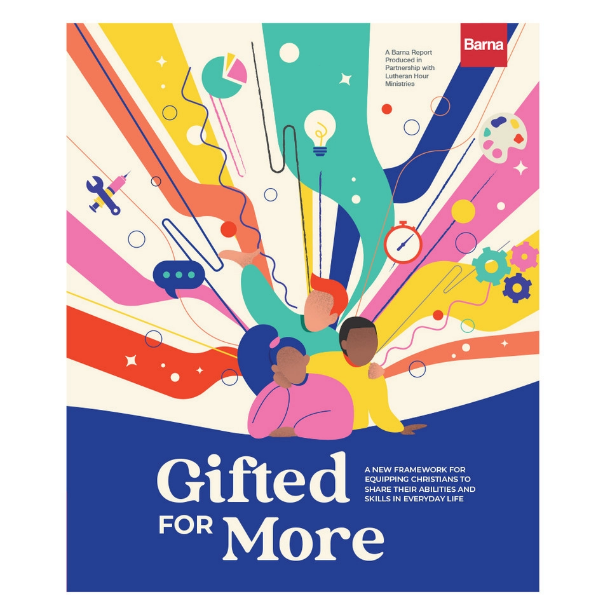 Barna
A Barna Report
Produced in
Partnership with
Lutheran Hour
Ministries
Gifted
FOR More
A NEW FRAMEWORK FOR
EQUIPPING CHRISTIANS TO
SHARE THEIR ABILITIES AND
SKILLS IN EVERYDAY LIFE